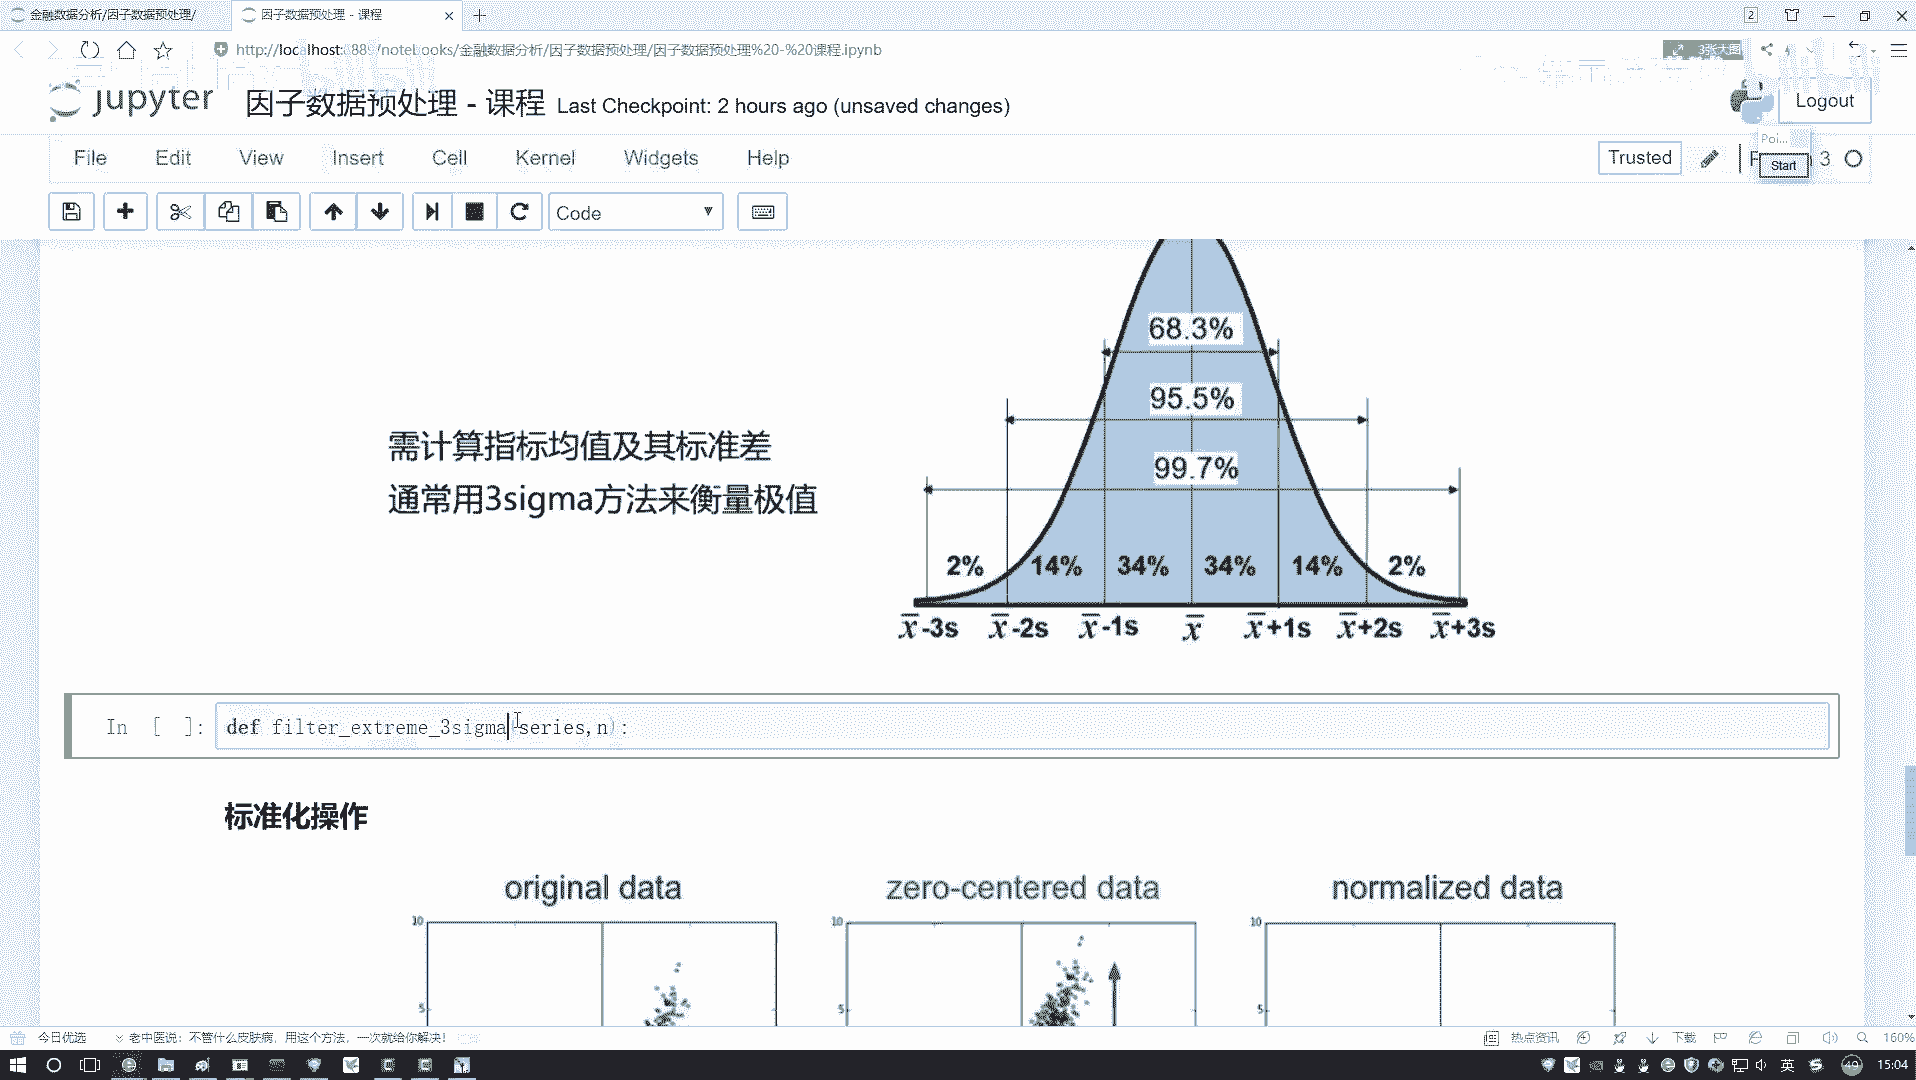 金融数据分析/因子数据预处理/
因子数据预处理 - 课程
2
http://localhost:889/notebooks/金融数据分析/因子数据预处理/因子数据预处理%20-%20课程.ipynb
3张大图
jupyter
因子数据预处理 - 课程 Last Checkpoint: 2 hours ago (unsaved changes)
Logout
File Edit View Insert Cell Kernel Widgets Help
Trusted
3
Poi...
Start
Code
68.3%
95.5%
99.7%
需计算指标均值及其标准差
通常用3sigma方法来衡量极值
2% 14% 34% 34% 14% 2%
x̅-3s x̅-2s x̅-1s x̅ x̅+1s x̅+2s x̅+3s
In [ ]: def filter_extreme_3sigma(series,n):
标准化操作
original data zero-centered data normalized data
10 10 10
5 5 5
今日优选
老中医说：不管什么皮肤病，用这个方法，一次就给你解决！
热点资讯
下载
160%
英
49
15:04